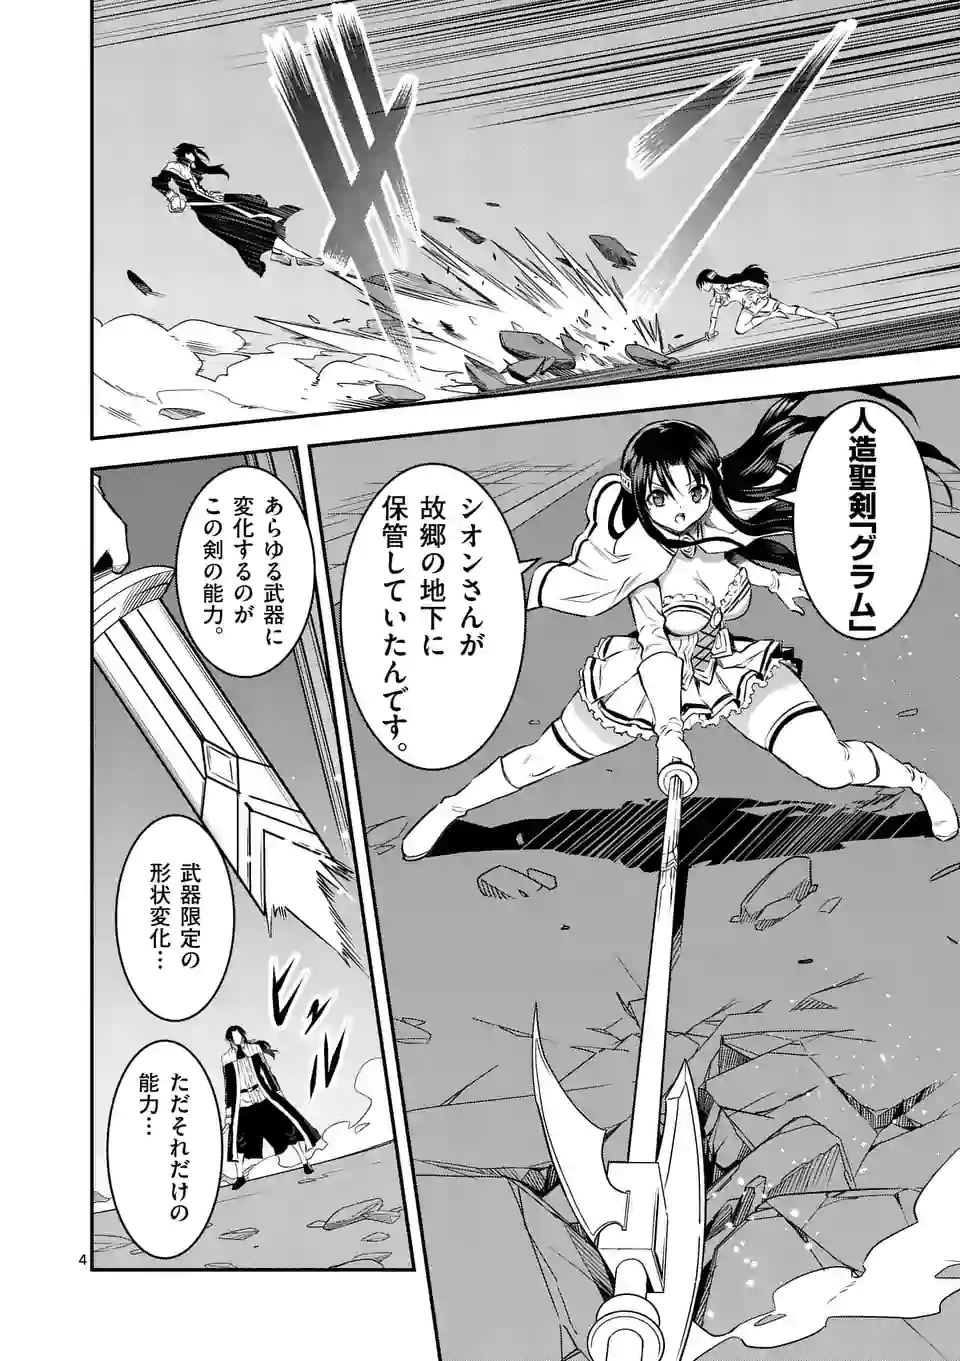 人造聖剣「グラム」
シオンさんが
故郷の地下に
保管していたんです。
あらゆる武器に
変化するのが
この剣の能力。
武器限定の
形状変化…
ただそれだけの
能力…
4